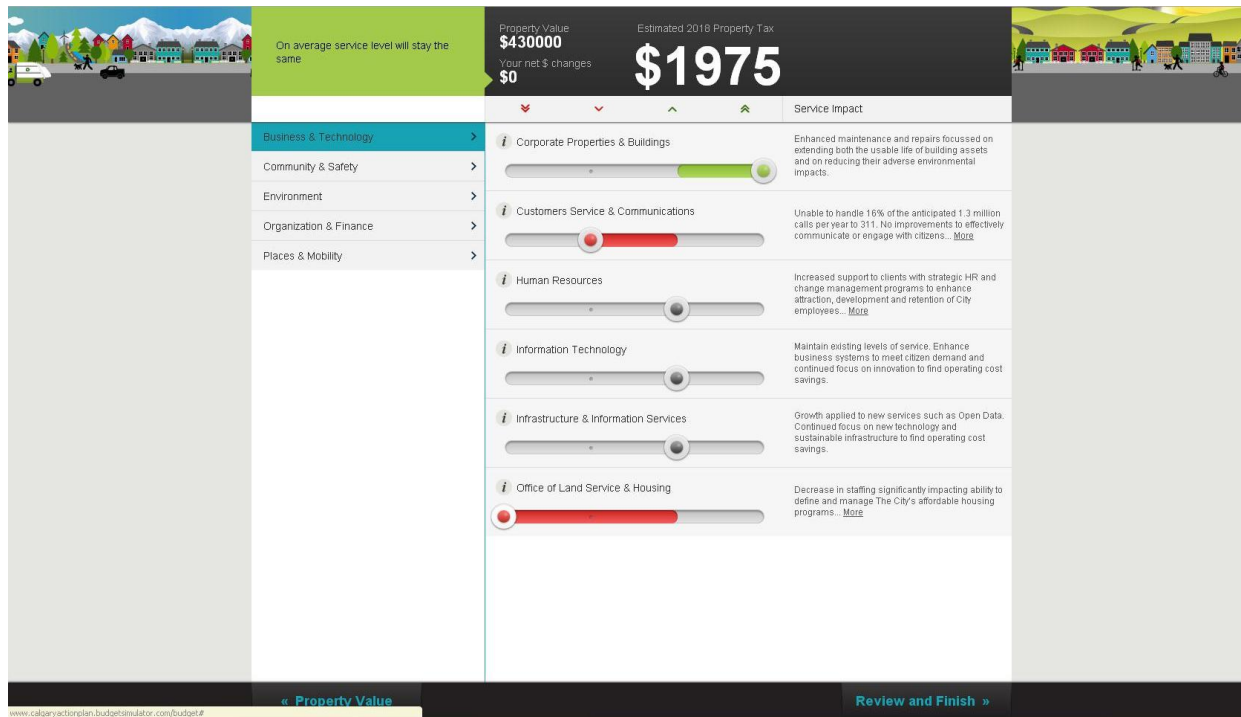 On average service level will stay the
same
Property Value
$430000
Your net $ changes
$0
Estimated 2018 Property Tax
$1975
Service Impact
Business & Technology
Community & Safety
Environment
Organization & Finance
Places & Mobility
i Corporate Properties & Buildings
Enhanced maintenance and repairs focussed on
extending both the usable life of building assets
and on reducing their adverse environmental
impacts.
i Customers Service & Communications
Unable to handle 16% of the anticipated 1.3 million
calls per year to 311. No improvements to effectively
communicate or engage with citizens... More
i Human Resources
Increased support to clients with strategic HR and
change management programs to enhance
attraction, development and retention of City
employees... More
i Information Technology
Maintain existing levels of service. Enhance
business systems to meet citizen demand and
continued focus on innovation to find operating cost
savings.
i Infrastructure & Information Services
Growth applied to new services such as Open Data.
Continued focus on new technology and
sustainable infrastructure to find operating cost
savings.
i Office of Land Service & Housing
Decrease in staffing significantly impacting ability to
define and manage The City's affordable housing
programs... More
« Property Value
Review and Finish »
www.calgaryactionplan.budgetsimulator.com/budget#